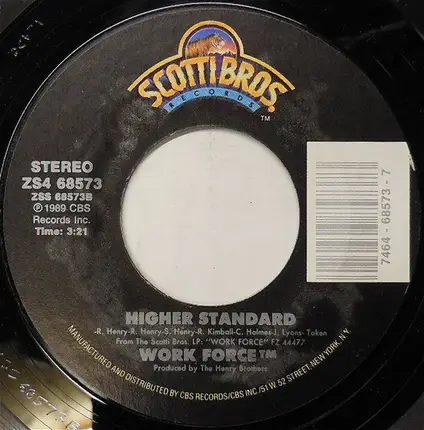 SCOTTI BROS.
RECORDS
TM
STEREO
ZS4 68573
ZSS 68573B
℗ 1989 CBS
Records Inc.
Time: 3:21
7464 - 68573 - 7
HIGHER STANDARD
-R. Henry-R. Henry-S. Henry-R. Kimball-C. Holmes-J. Lyons- Taken
From The Scotti Bros. LP: "WORK FORCE" FZ 44477
WORK FORCE™
Produced by The Henry Brothers
MANUFACTURED AND DISTRIBUTED BY CBS RECORDS/CBS INC./51 W. 52 STREET, NEW YORK, N.Y.